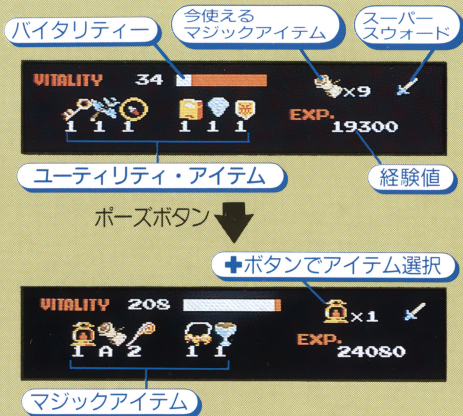 バイタリティー
今使える
マジックアイテム
スーパー
スウォード
VITALITY 34
×9
1 1 1 1 1 1
EXP.
19300
ユーティリティ・アイテム
経験値
ポーズボタン
✚ボタンでアイテム選択
VITALITY 208
×1
1 A 2 1 1
EXP.
24080
マジックアイテム